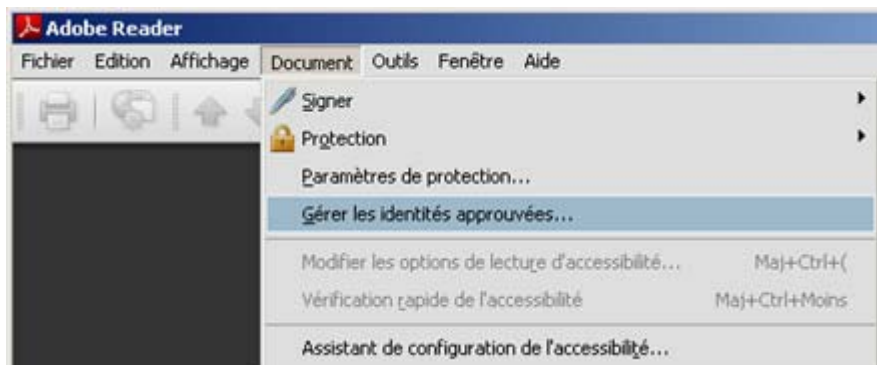 Adobe Reader
Fichier Edition Affichage Document Outils Fenêtre Aide
Signer
Protection
Paramètres de protection...
Gérer les identités approuvées...
Modifier les options de lecture d'accessibilité... Maj+Ctrl+(
Vérification rapide de l'accessibilité Maj+Ctrl+Moins
Assistant de configuration de l'accessibilité...